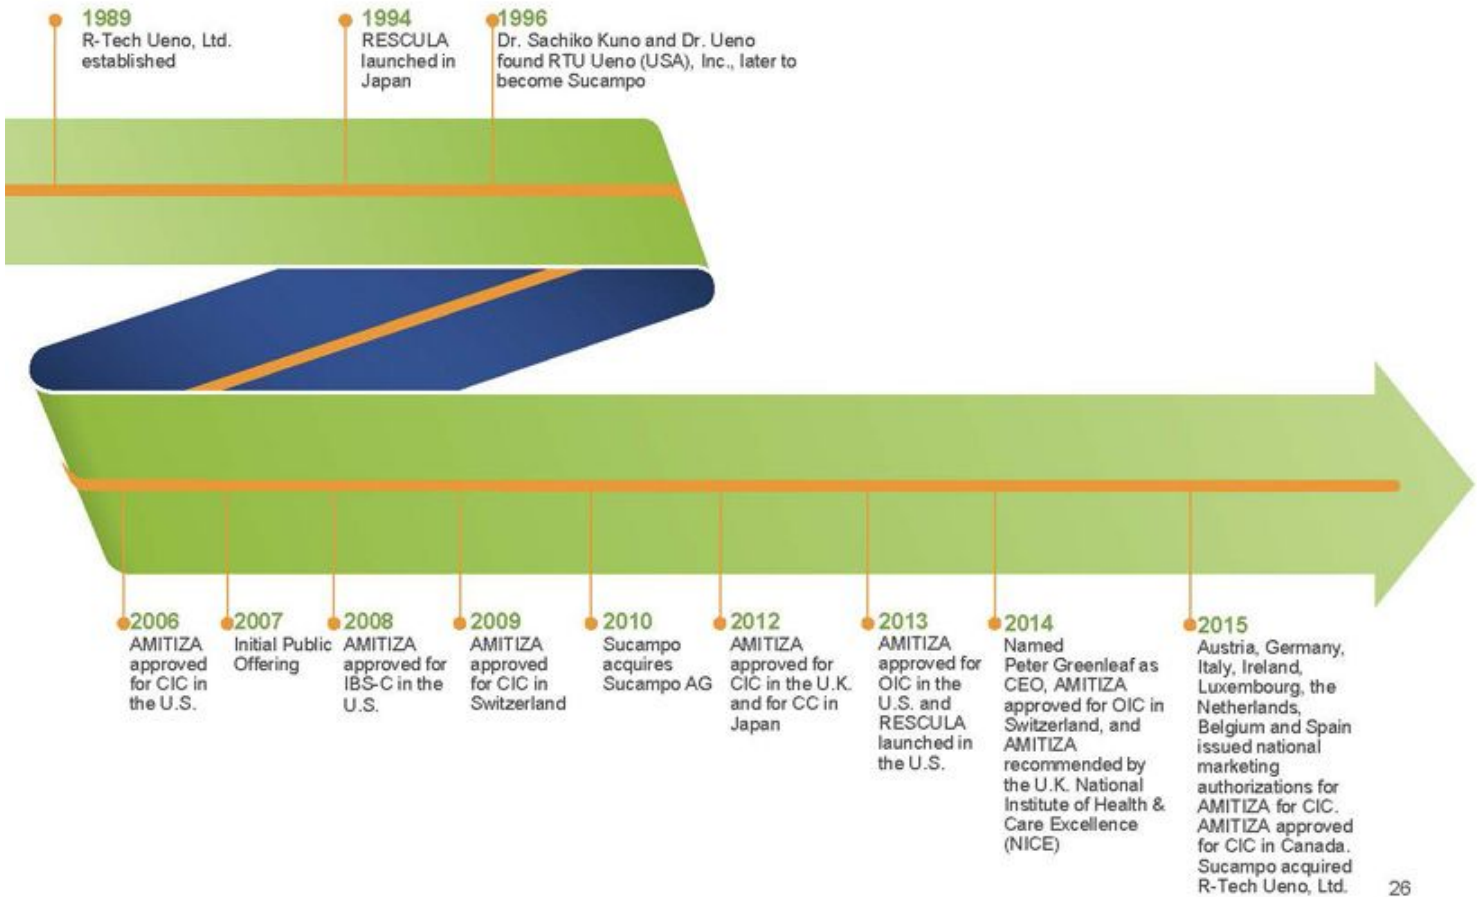 1989
R-Tech Ueno, Ltd.
established
1994
RESCULA
launched in
Japan
1996
Dr. Sachiko Kuno and Dr. Ueno
found RTU Ueno (USA), Inc., later to
become Sucampo
2006
AMITIZA
approved
for CIC in
the U.S.
2007
Initial Public
Offering
2008
AMITIZA
approved for
IBS-C in the
U.S.
2009
AMITIZA
approved
for CIC in
Switzerland
2010
Sucampo
acquires
Sucampo AG
2012
AMITIZA
approved for
CIC in the U.K.
and for CC in
Japan
2013
AMITIZA
approved for
OIC in the
U.S. and
RESCULA
launched in
the U.S.
2014
Named
Peter Greenleaf as
CEO, AMITIZA
approved for OIC in
Switzerland, and
AMITIZA
recommended by
the U.K. National
Institute of Health &
Care Excellence
(NICE)
2015
Austria, Germany,
Italy, Ireland,
Luxembourg, the
Netherlands,
Belgium and Spain
issued national
marketing
authorizations for
AMITIZA for CIC.
AMITIZA approved
for CIC in Canada.
Sucampo acquired
R-Tech Ueno, Ltd.
26